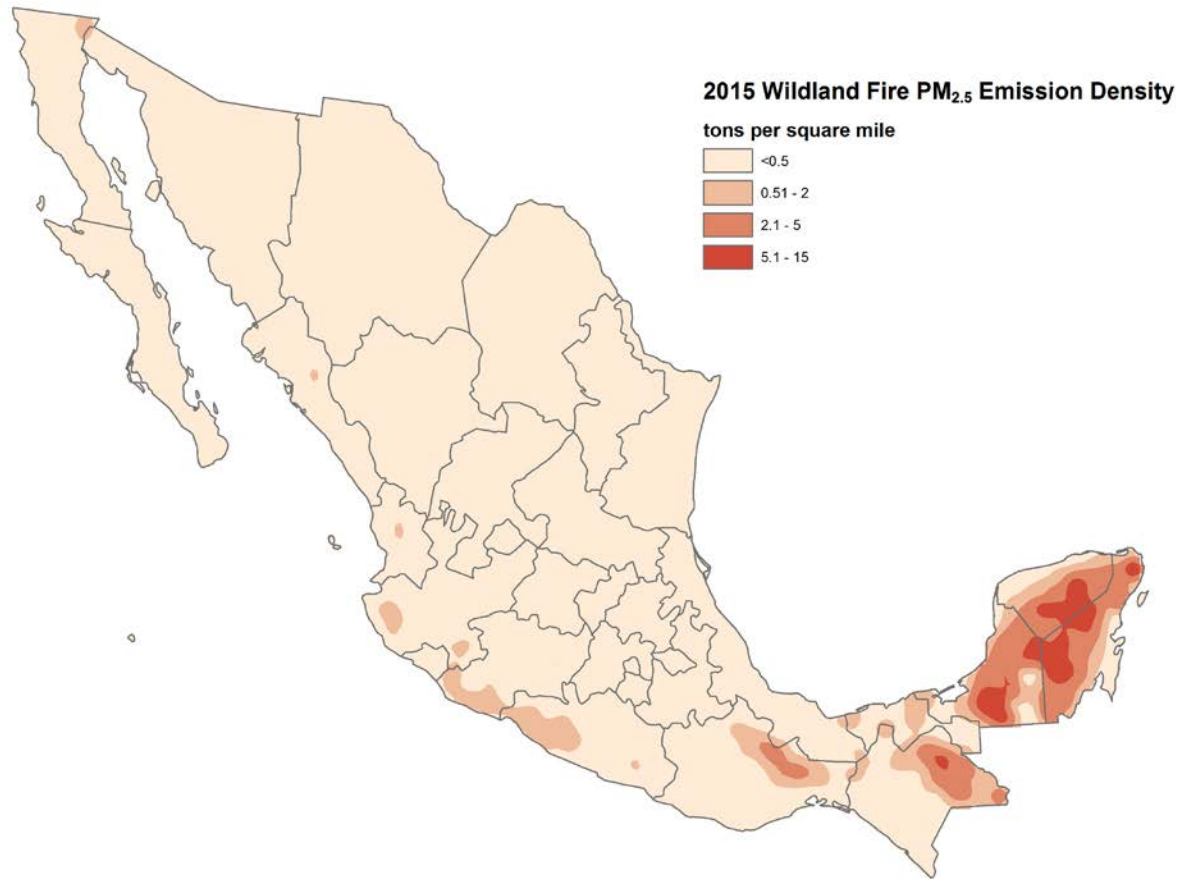 2015 Wildland Fire PM2.5 Emission Density
tons per square mile
<0.5
0.51 - 2
2.1 - 5
5.1 - 15